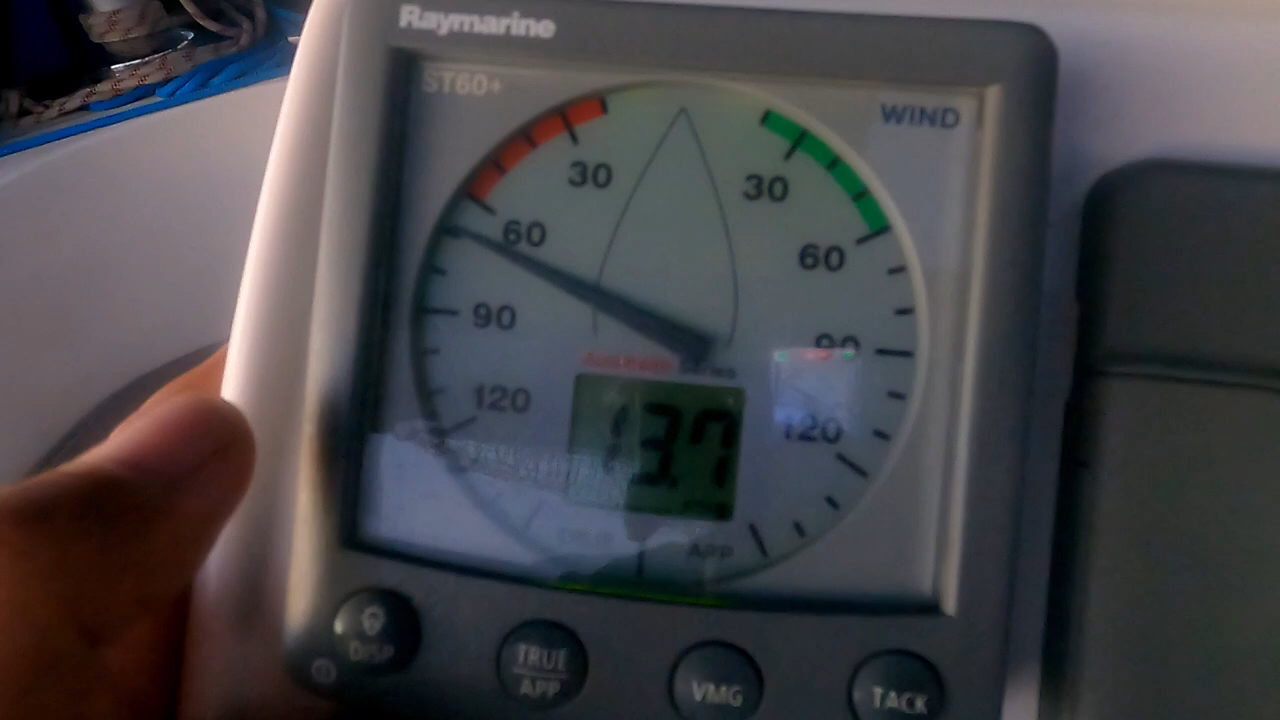 Raymarine
ST60+
WIND
30
30
60
60
90
90
120
120
13.7
APP
DISP
TRUE
APP
VMG
TACK